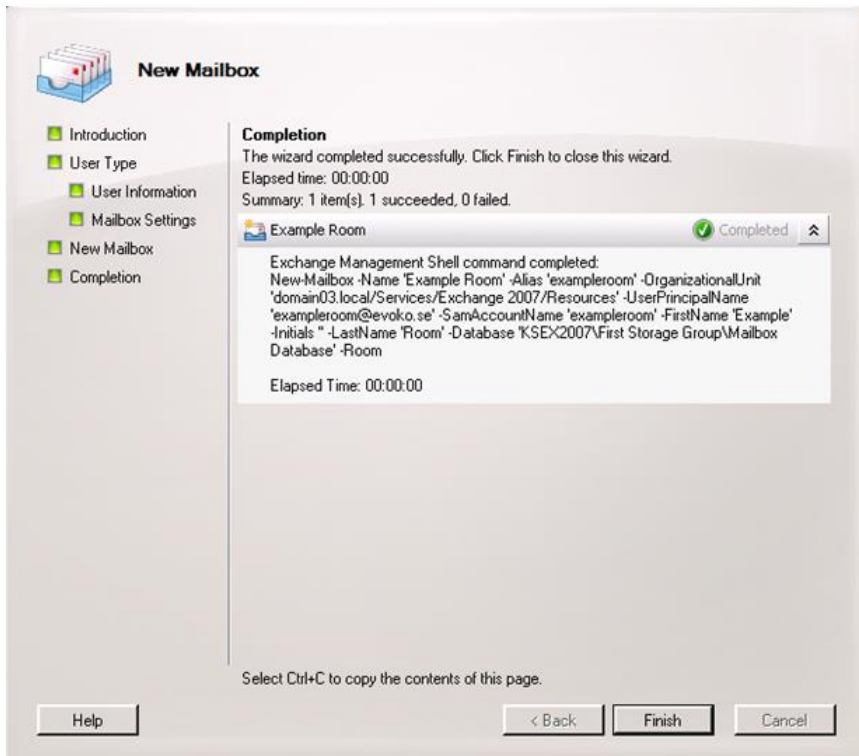 New Mailbox
Introduction
User Type
User Information
Mailbox Settings
New Mailbox
Completion
Completion
The wizard completed successfully. Click Finish to close this wizard.
Elapsed time: 00:00:00
Summary: 1 item(s). 1 succeeded, 0 failed.
Example Room
Completed
Exchange Management Shell command completed:
New-Mailbox -Name 'Example Room' -Alias 'exampleroom' -OrganizationalUnit
'domain03.local/Services/Exchange 2007/Resources' -UserPrincipalName
'exampleroom@evoko.se' -SamAccountName 'exampleroom' -FirstName 'Example'
-Initials '' -LastName 'Room' -Database 'KSEX2007\First Storage Group\Mailbox
Database' -Room
Elapsed Time: 00:00:00
Select Ctrl+C to copy the contents of this page.
Help
< Back
Finish
Cancel